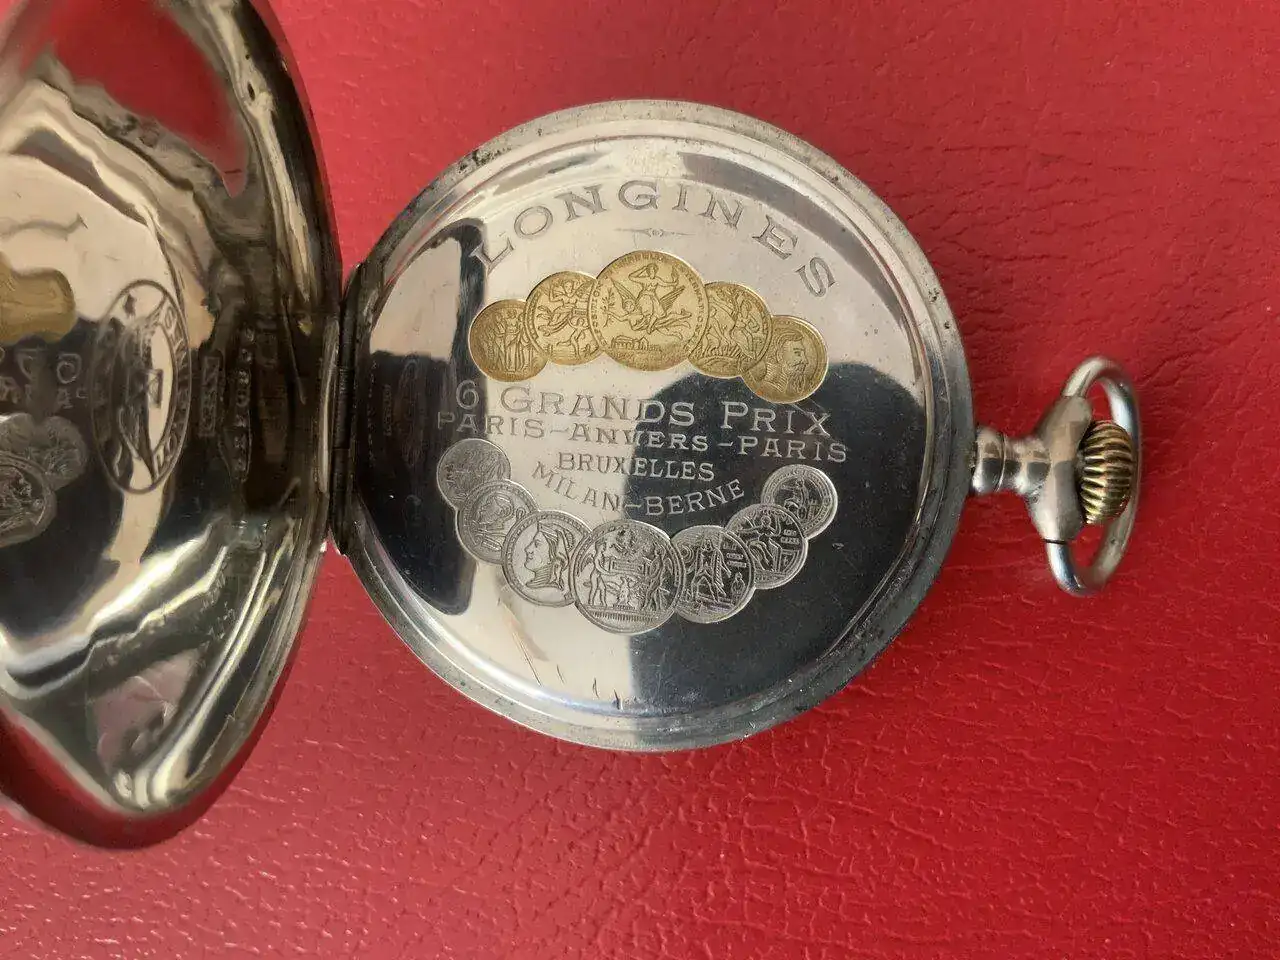 LONGINES
6 GRANDS PRIX
PARIS-ANVERS-PARIS
BRUXELLES
MILAN-BERNE